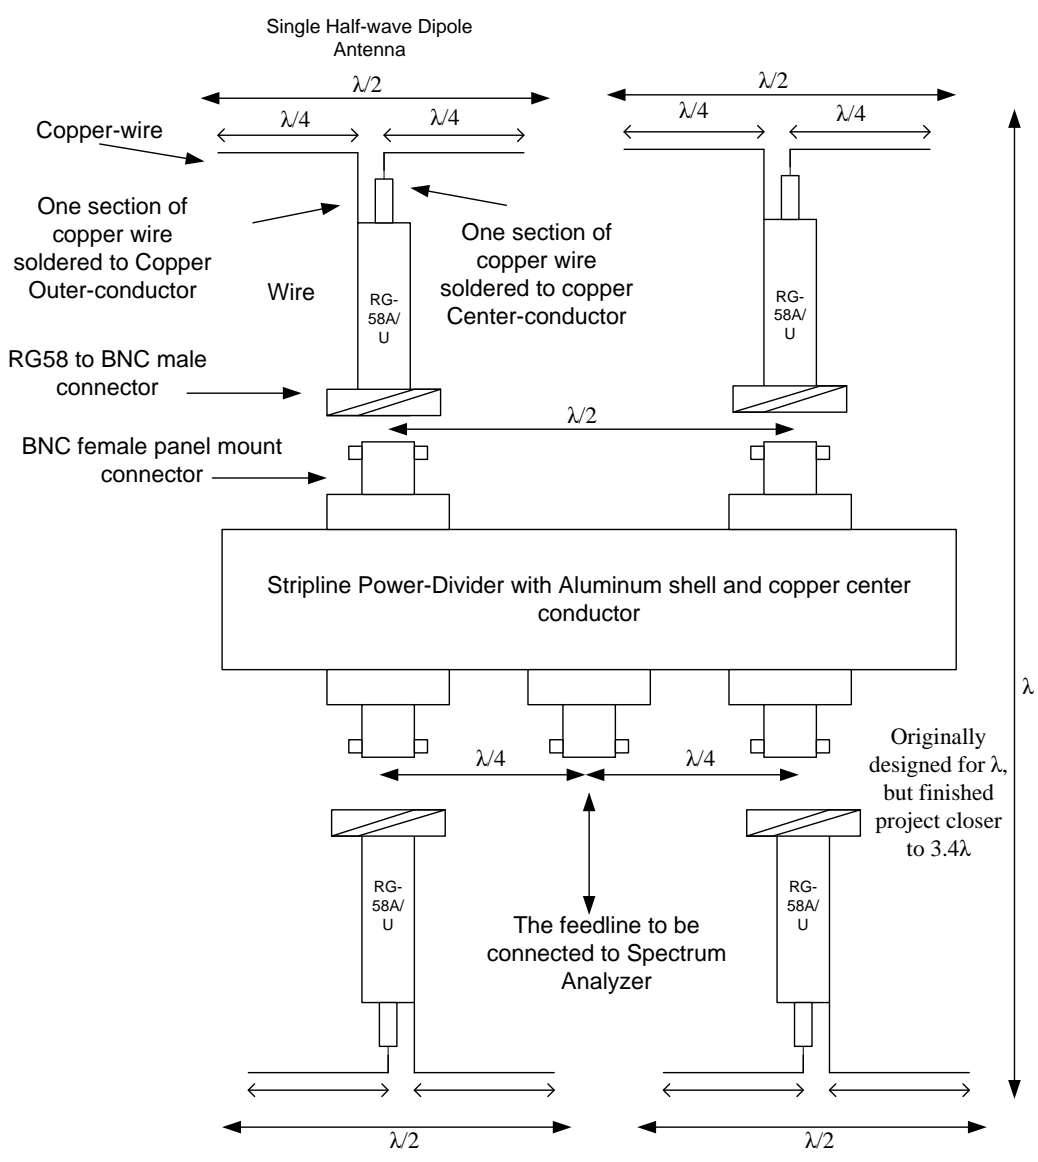 Single Half-wave Dipole
Antenna
λ/2
λ/2
λ/4
λ/4
λ/4
λ/4
Copper-wire
One section of
copper wire
soldered to Copper
Outer-conductor
Wire
One section of
copper wire
soldered to copper
Center-conductor
RG-
58A/
U
RG-
58A/
U
RG58 to BNC male
connector
λ/2
BNC female panel mount
connector
Stripline Power-Divider with Aluminum shell and copper center
conductor
λ
λ/4
λ/4
Originally
designed for λ,
but finished
project closer
to 3.4λ
RG-
58A/
U
RG-
58A/
U
The feedline to be
connected to Spectrum
Analyzer
λ/2
λ/2